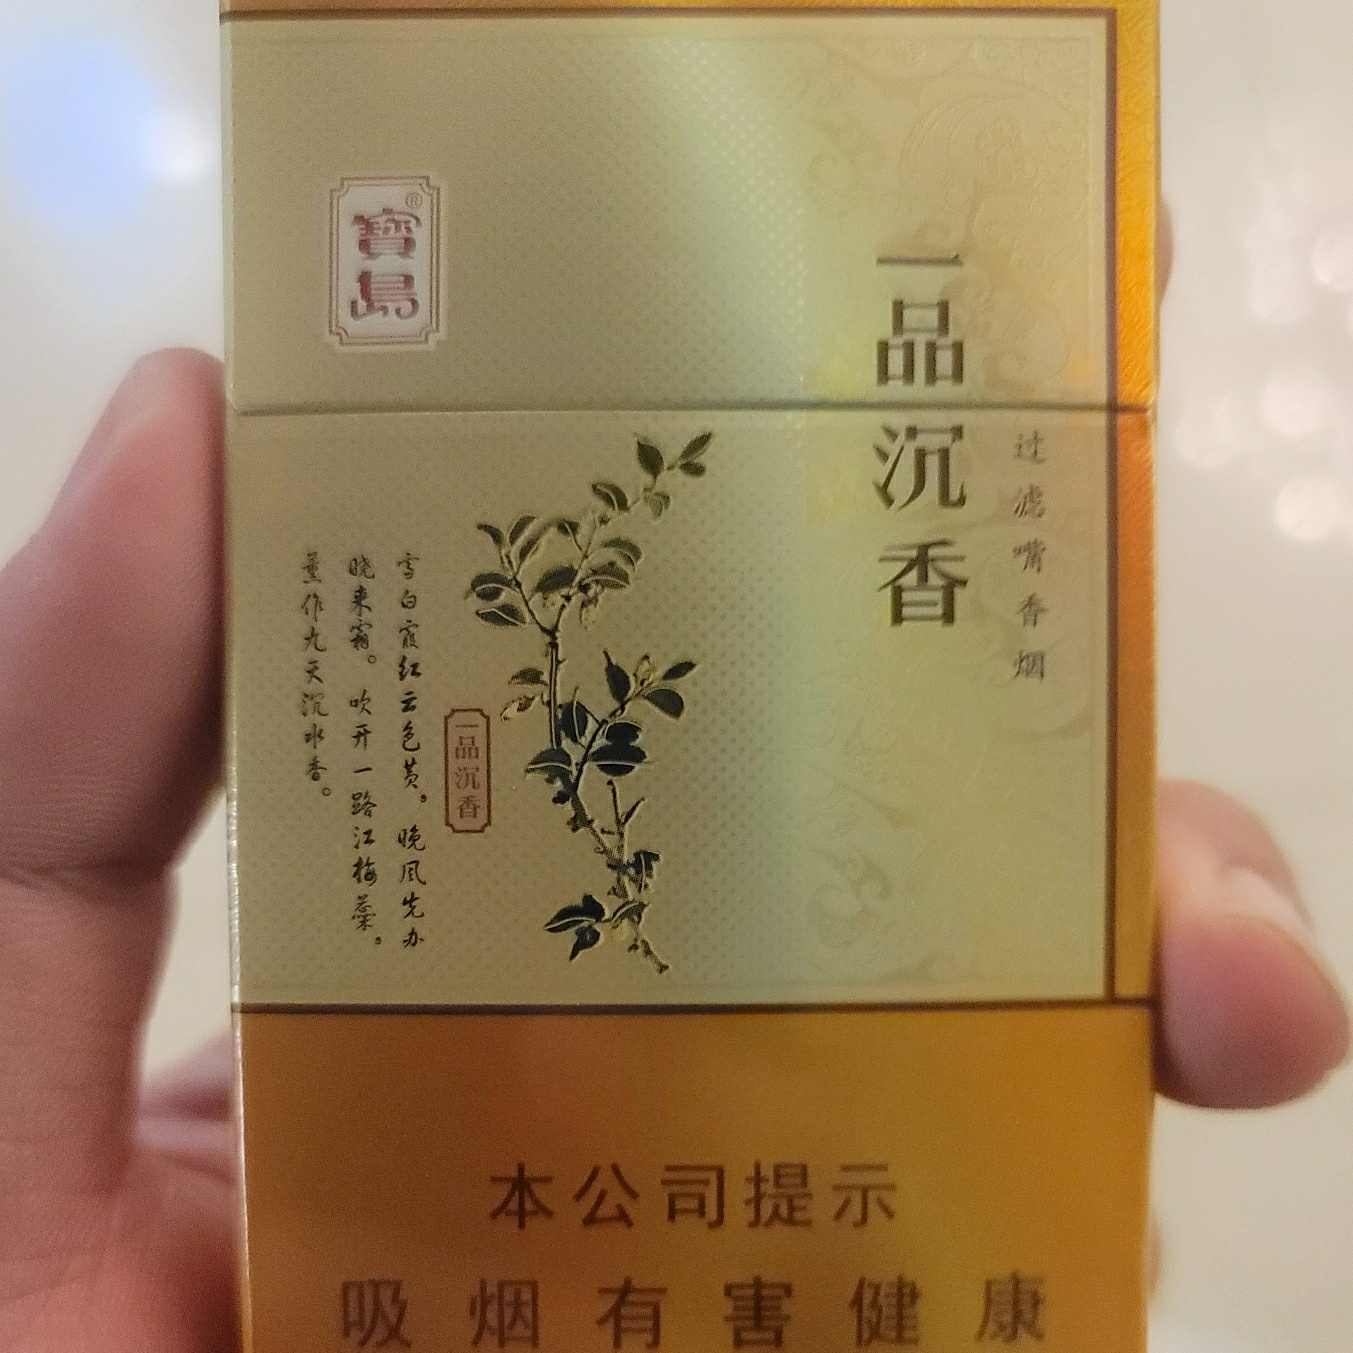 寶島®
一品沉香
过滤嘴香烟
雪白霞红云色黄。晚风先办
晓来霜。吹开一路江梅蕊。
薰作九天沉水香。
一品沉香
本公司提示
吸烟有害健康